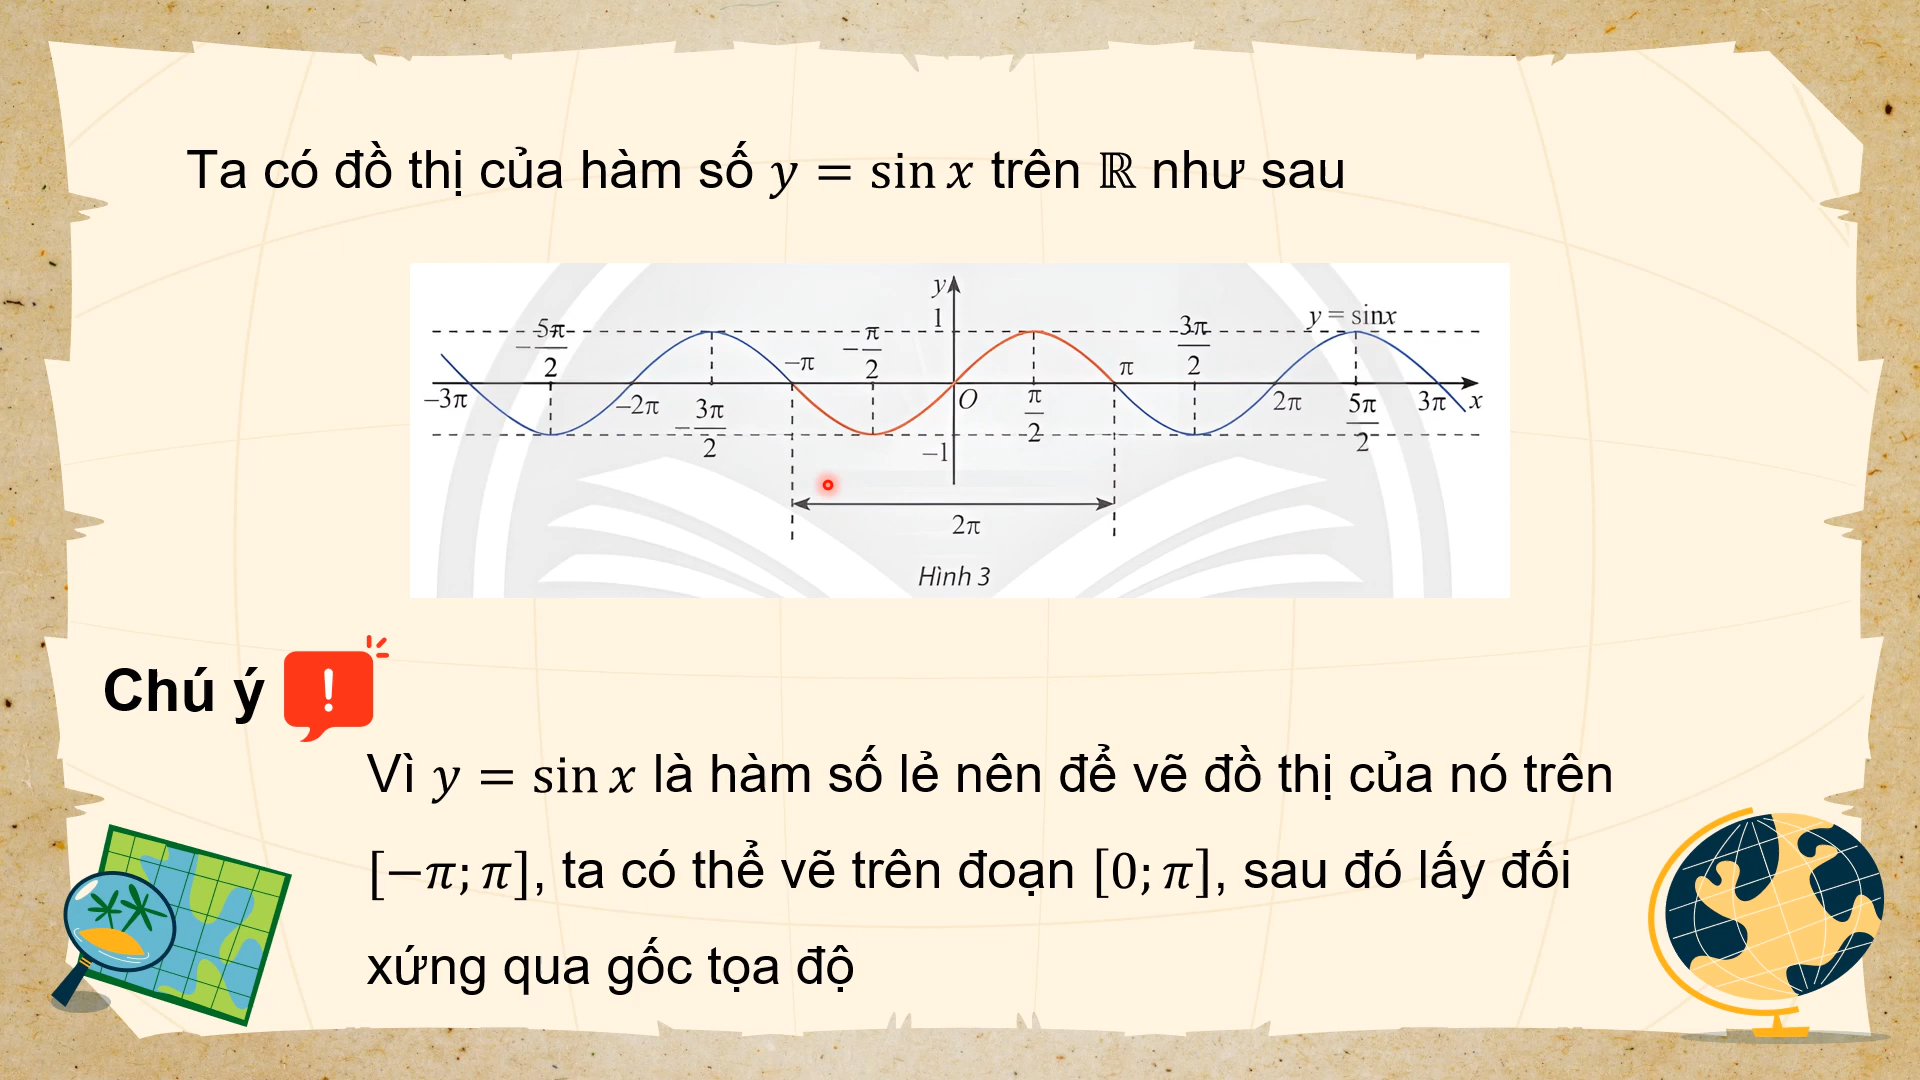 Ta có đồ thị của hàm số y = sin x trên ℝ như sau
y
1
y = sinx
−5π/2
−3π/2
−π
−π/2
π
3π/2
−3π
−2π
O
π/2
2π
5π/2
3π
x
−1
2π
Hình 3
Chú ý !
Vì y = sin x là hàm số lẻ nên để vẽ đồ thị của nó trên
[−π; π], ta có thể vẽ trên đoạn [0; π], sau đó lấy đối
xứng qua gốc tọa độ